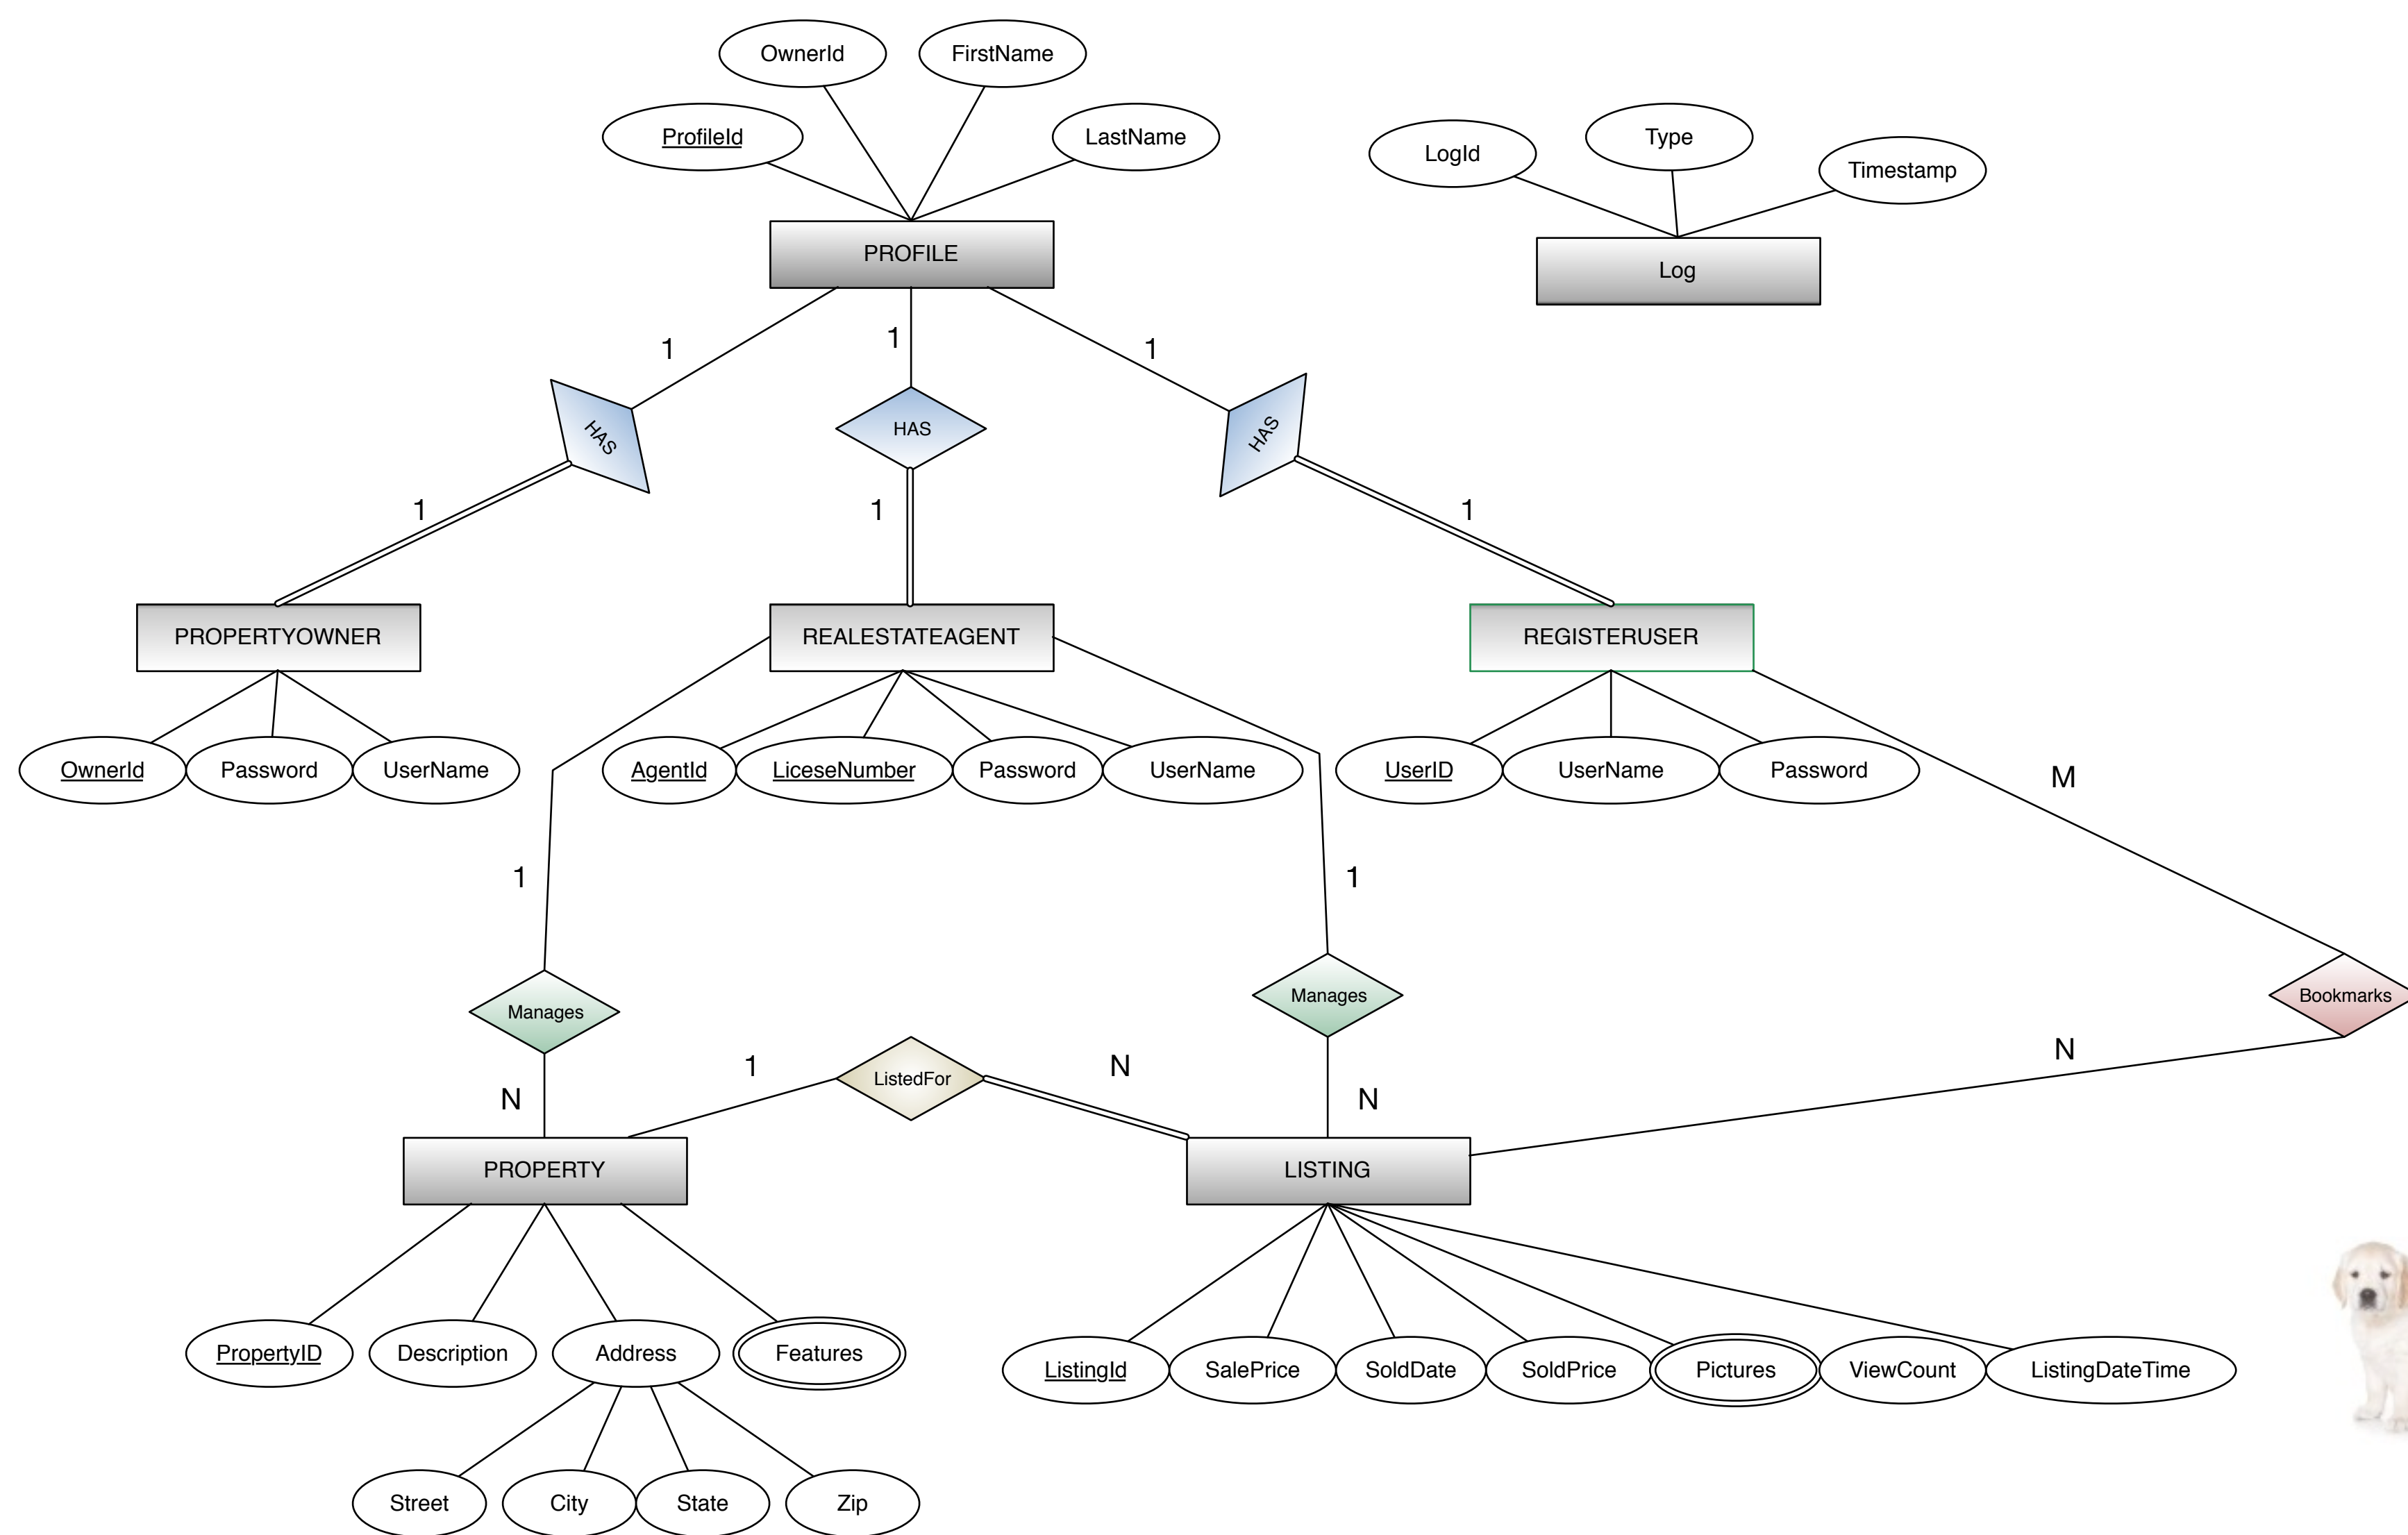 OwnerId
FirstName
ProfileId
LastName
LogId
Type
Timestamp
PROFILE
Log
1
1
1
HAS
HAS
HAS
1
1
1
PROPERTYOWNER
REALESTATEAGENT
REGISTERUSER
OwnerId
Password
UserName
AgentId
LiceseNumber
Password
UserName
UserID
UserName
Password
M
1
1
Manages
Manages
Bookmarks
1
ListedFor
N
N
N
N
PROPERTY
LISTING
PropertyID
Description
Address
Features
ListingId
SalePrice
SoldDate
SoldPrice
Pictures
ViewCount
ListingDateTime
Street
City
State
Zip